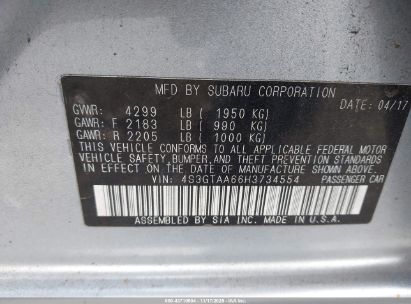 MFD BY SUBARU CORPORATION
DATE: 04/17
GVWR: 4299 LB ( 1950 KG)
GAWR: F 2183 LB ( 990 KG)
GAWR: R 2205 LB ( 1000 KG)
THIS VEHICLE CONFORMS TO ALL APPLICABLE FEDERAL MOTOR
VEHICLE SAFETY, BUMPER, AND THEFT PREVENTION STANDARDS
IN EFFECT ON THE DATE OF MANUFACTURE SHOWN ABOVE.
VIN: 4S3GTAA66H3734554 PASSENGER CAR
ASSEMBLED BY SIA INC. MADE IN U.S.A.